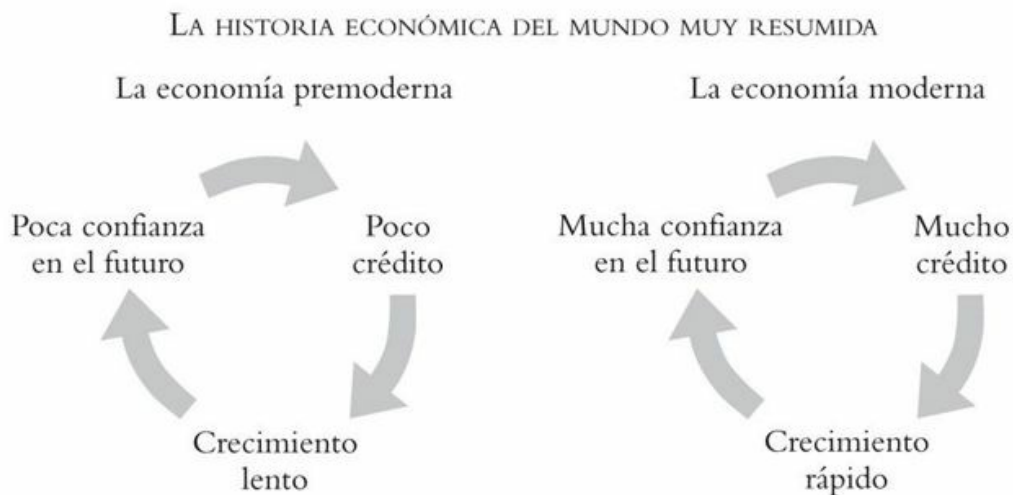 LA HISTORIA ECONÓMICA DEL MUNDO MUY RESUMIDA
La economía premoderna
Poca confianza
en el futuro
Poco
crédito
Crecimiento
lento
La economía moderna
Mucha confianza
en el futuro
Mucho
crédito
Crecimiento
rápido